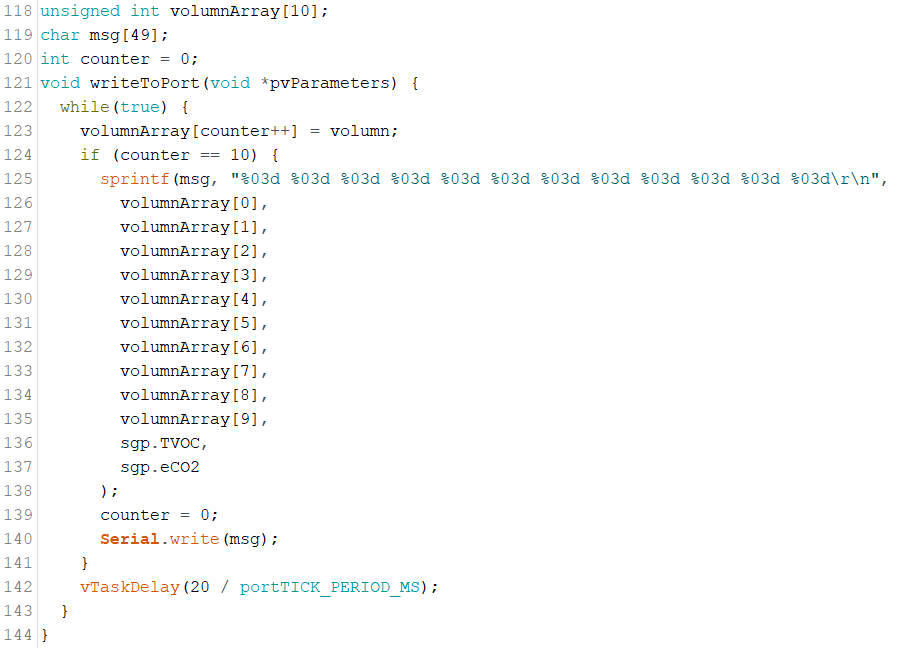 118 unsigned int volumnArray[10];
119 char msg[49];
120 int counter = 0;
121 void writeToPort(void *pvParameters) {
122   while(true) {
123     volumnArray[counter++] = volumn;
124     if (counter == 10) {
125       sprintf(msg, "%03d %03d %03d %03d %03d %03d %03d %03d %03d %03d %03d %03d\r\n",
126         volumnArray[0],
127         volumnArray[1],
128         volumnArray[2],
129         volumnArray[3],
130         volumnArray[4],
131         volumnArray[5],
132         volumnArray[6],
133         volumnArray[7],
134         volumnArray[8],
135         volumnArray[9],
136         sgp.TVOC,
137         sgp.eCO2
138       );
139       counter = 0;
140       Serial.write(msg);
141     }
142     vTaskDelay(20 / portTICK_PERIOD_MS);
143   }
144 }